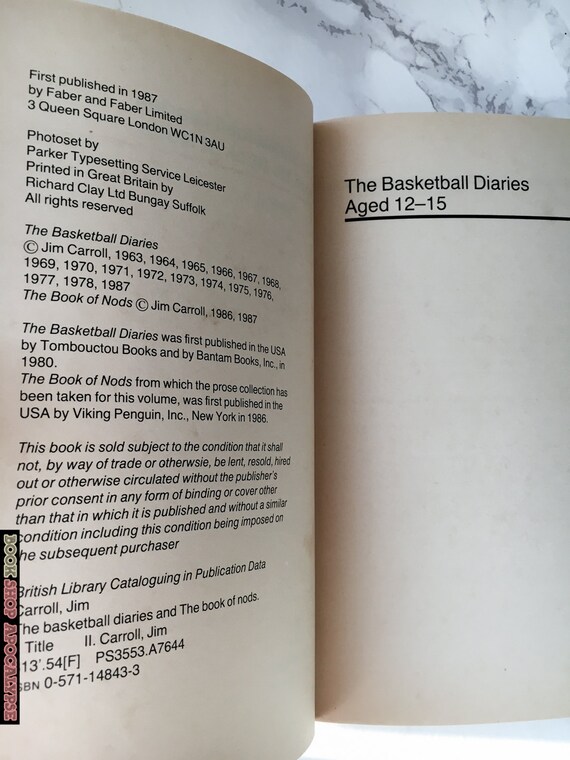 First published in 1987
by Faber and Faber Limited
3 Queen Square London WC1N 3AU
Photoset by
Parker Typesetting Service Leicester
Printed in Great Britain by
Richard Clay Ltd Bungay Suffolk
All rights reserved
The Basketball Diaries
© Jim Carroll, 1963, 1964, 1965, 1966, 1967, 1968,
1969, 1970, 1971, 1972, 1973, 1974, 1975, 1976,
1977, 1978, 1987
The Book of Nods © Jim Carroll, 1986, 1987
The Basketball Diaries was first published in the USA
by Tombouctou Books and by Bantam Books, Inc., in
1980.
The Book of Nods from which the prose collection has
been taken for this volume, was first published in the
USA by Viking Penguin, Inc., New York in 1986.
This book is sold subject to the condition that it shall
not, by way of trade or otherwsie, be lent, resold, hired
out or otherwise circulated without the publisher's
prior consent in any form of binding or cover other
than that in which it is published and without a similar
condition including this condition being imposed on
the subsequent purchaser
British Library Cataloguing in Publication Data
Carroll, Jim
The basketball diaries and The book of nods.
Title II. Carroll, Jim
13'.54[F] PS3553.A7644
ISBN 0-571-14843-3
The Basketball Diaries
Aged 12–15
BOOK SHOP APOCALYPSE